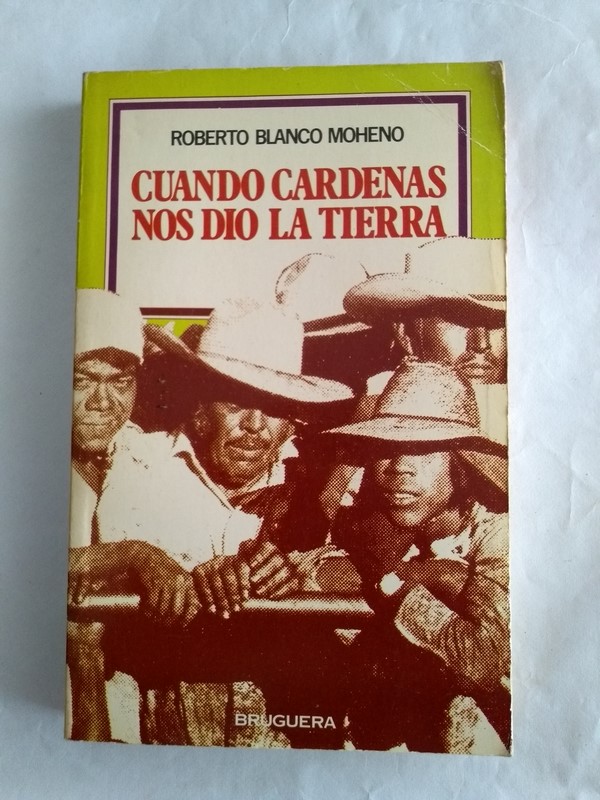 ROBERTO BLANCO MOHENO
CUANDO CARDENAS
NOS DIO LA TIERRA
BRUGUERA